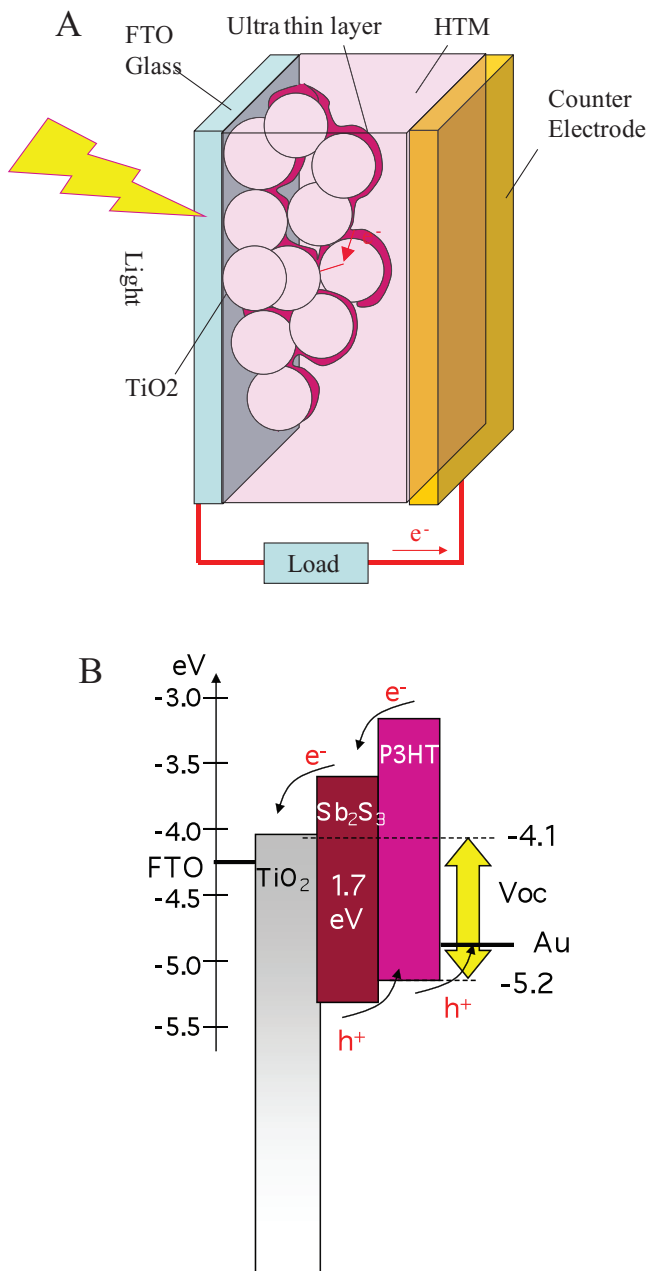 A
FTO
Glass
Ultra thin layer
HTM
Counter
Electrode
Light
e-
TiO2
Load
e-
B
eV
-3.0
-3.5
-4.0
-4.5
-5.0
-5.5
FTO
e-
e-
P3HT
Sb₂S₃
TiO₂
1.7
eV
-4.1
Voc
Au
-5.2
h+
h+